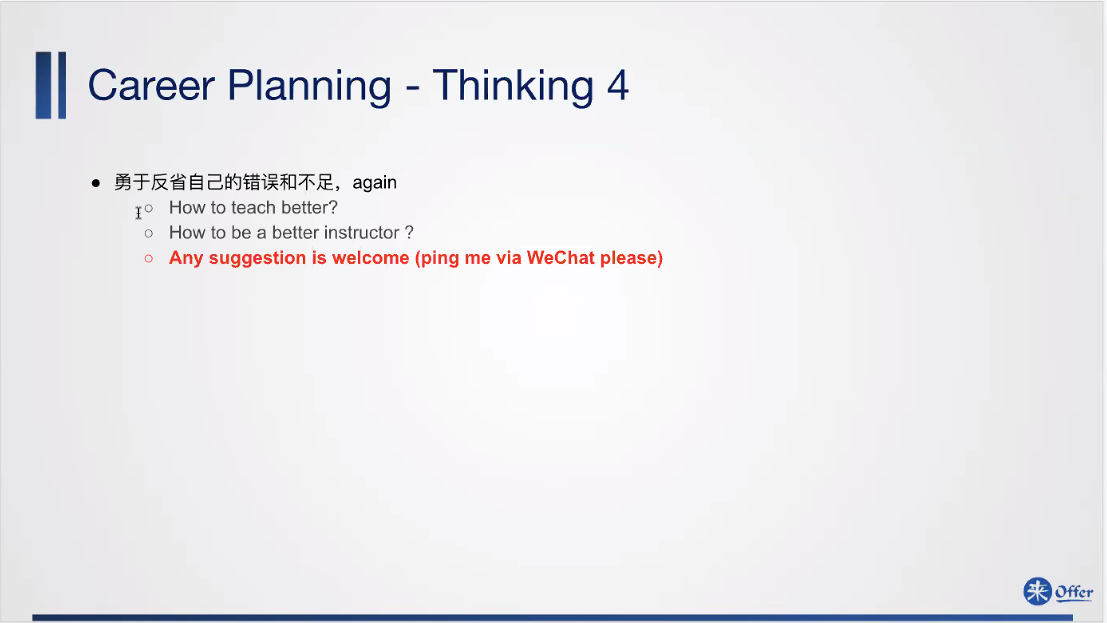 Career Planning - Thinking 4
● 勇于反省自己的错误和不足，again
○ How to teach better?
○ How to be a better instructor ?
○ Any suggestion is welcome (ping me via WeChat please)
来 Offer